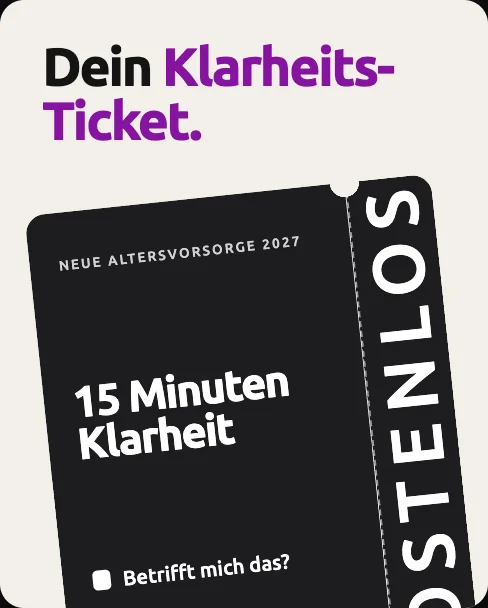 Dein Klarheits-
Ticket.
NEUE ALTERSVORSORGE 2027
15 Minuten
Klarheit
Betrifft mich das?
OSTENLOS